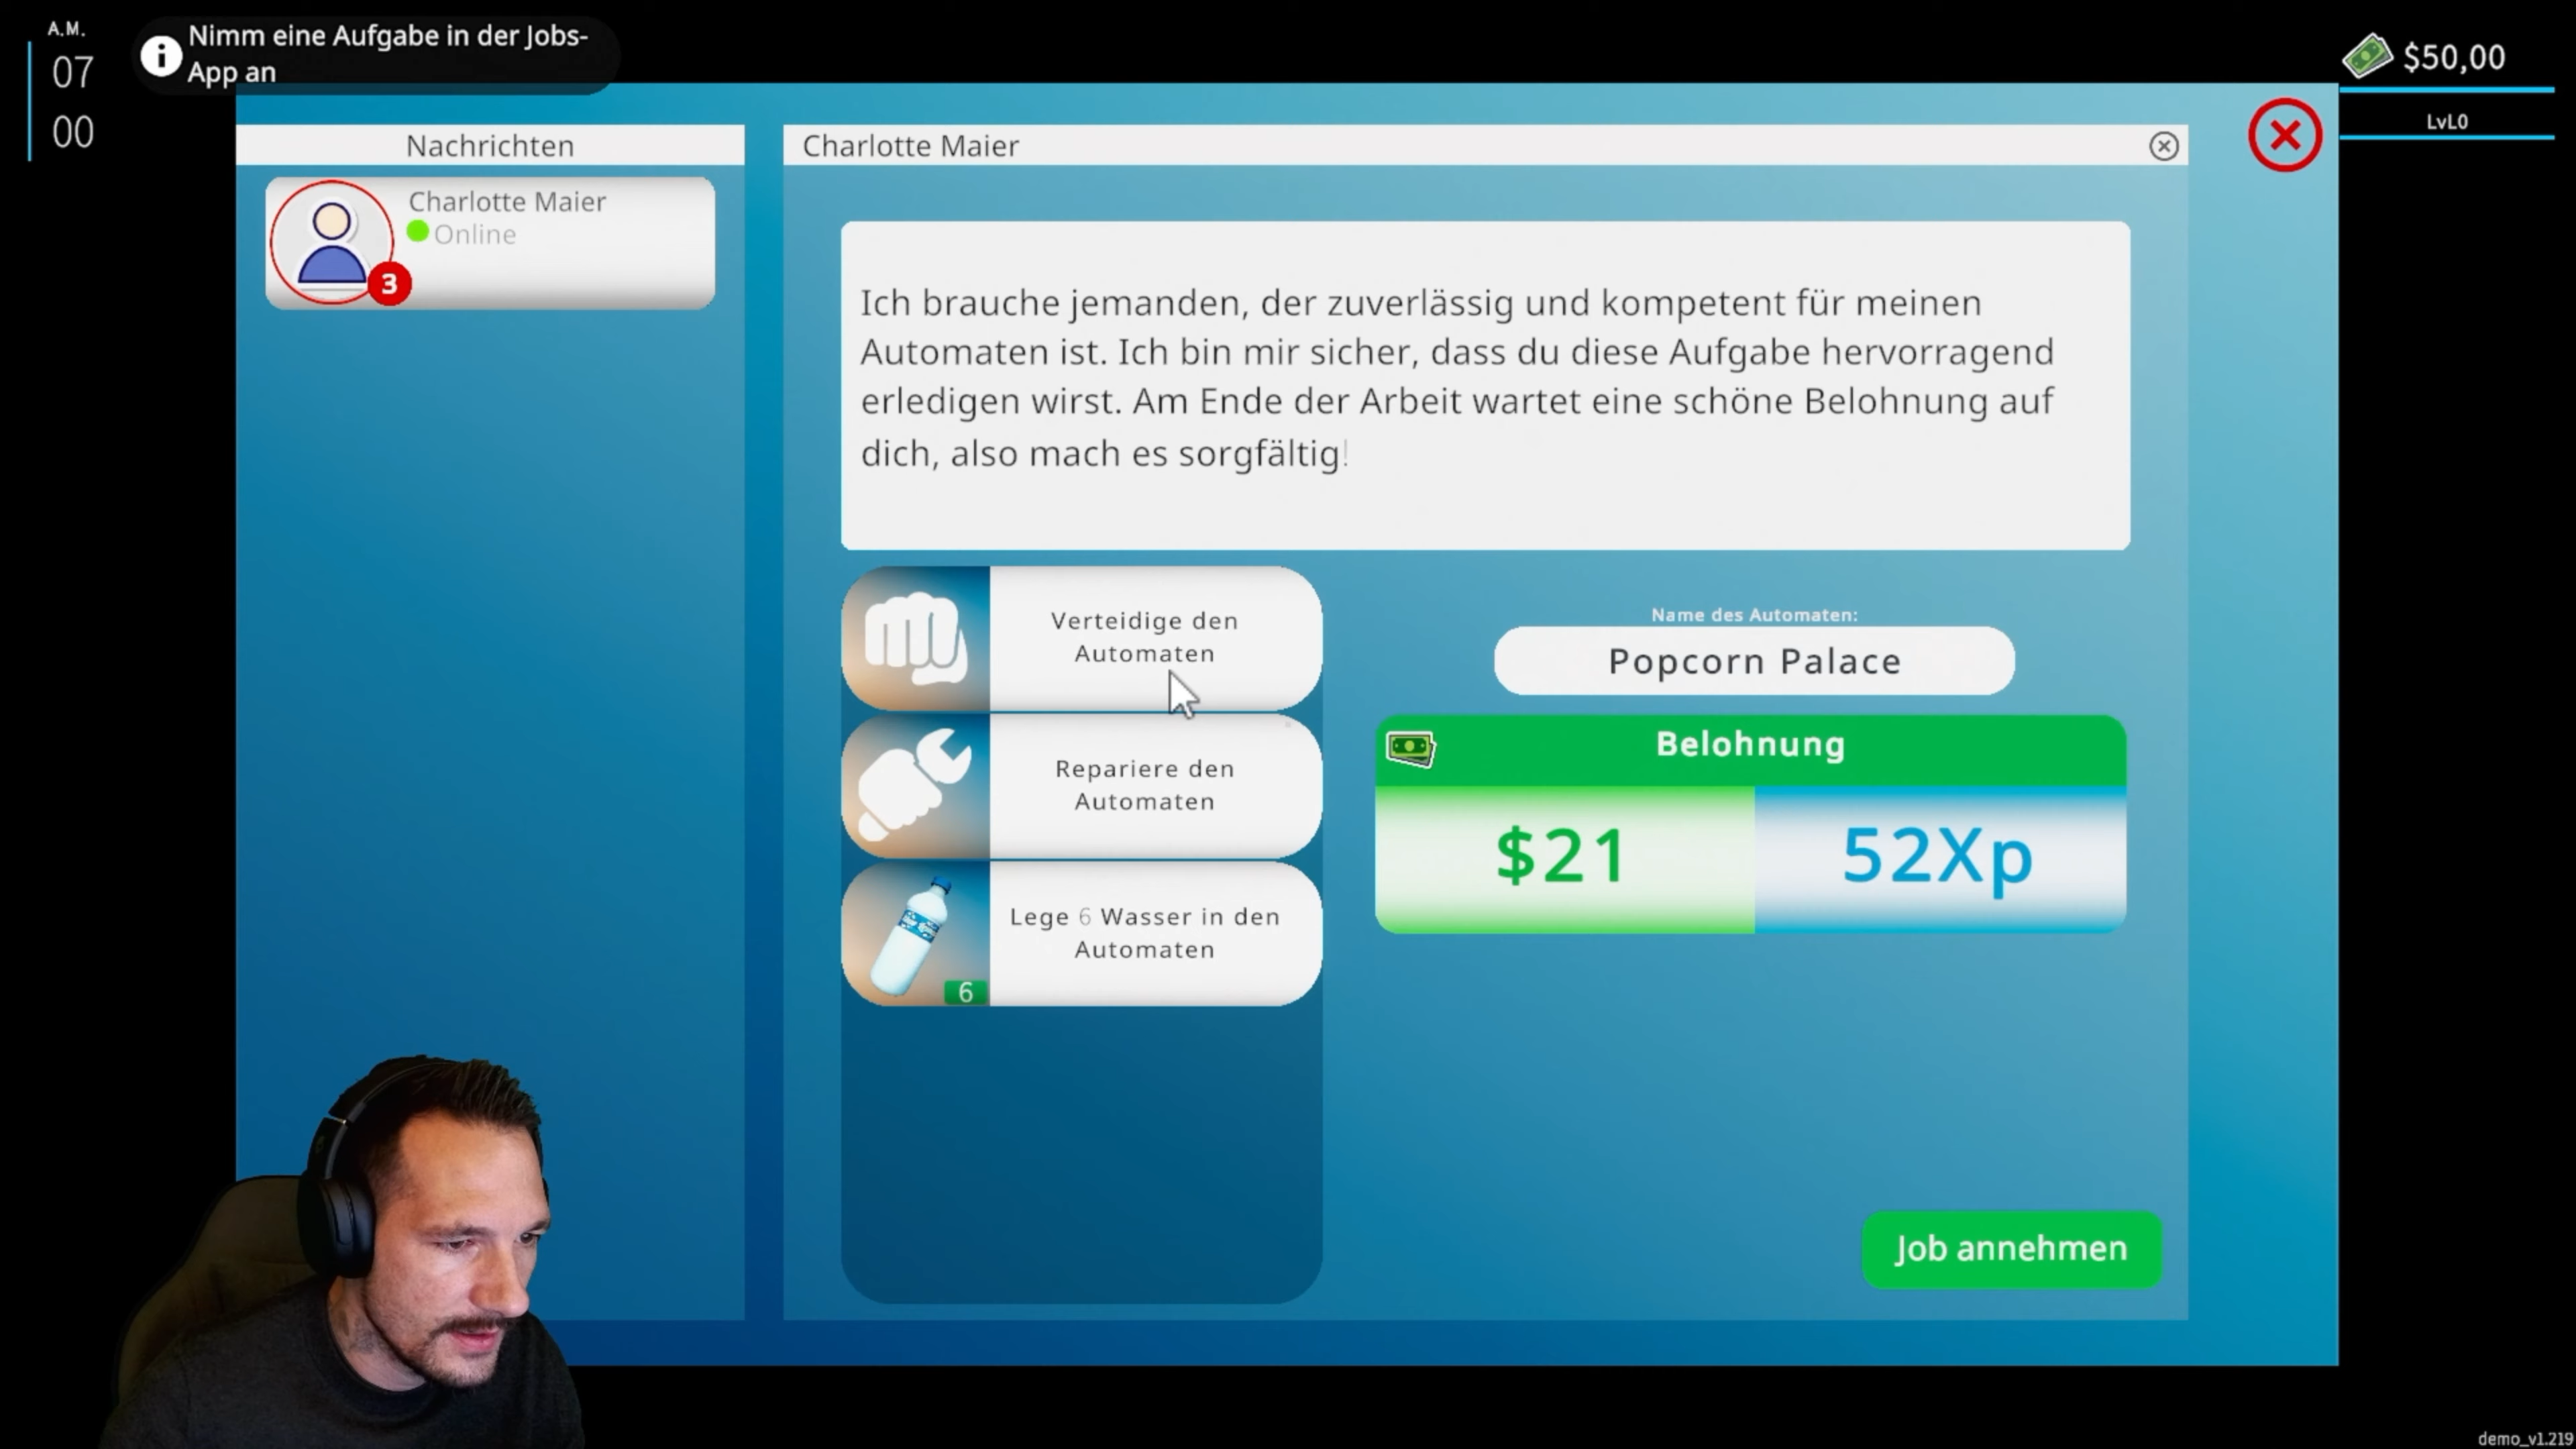 A.M.
07
00
Nimm eine Aufgabe in der Jobs-
App an
$50,00
LvL0
Nachrichten
Charlotte Maier
Online
3
Charlotte Maier
Ich brauche jemanden, der zuverlässig und kompetent für meinen
Automaten ist. Ich bin mir sicher, dass du diese Aufgabe hervorragend
erledigen wirst. Am Ende der Arbeit wartet eine schöne Belohnung auf
dich, also mach es sorgfältig!
Verteidige den
Automaten
Repariere den
Automaten
Lege 6 Wasser in den
Automaten
6
Name des Automaten:
Popcorn Palace
Belohnung
$21
52Xp
Job annehmen
demo_v1.219